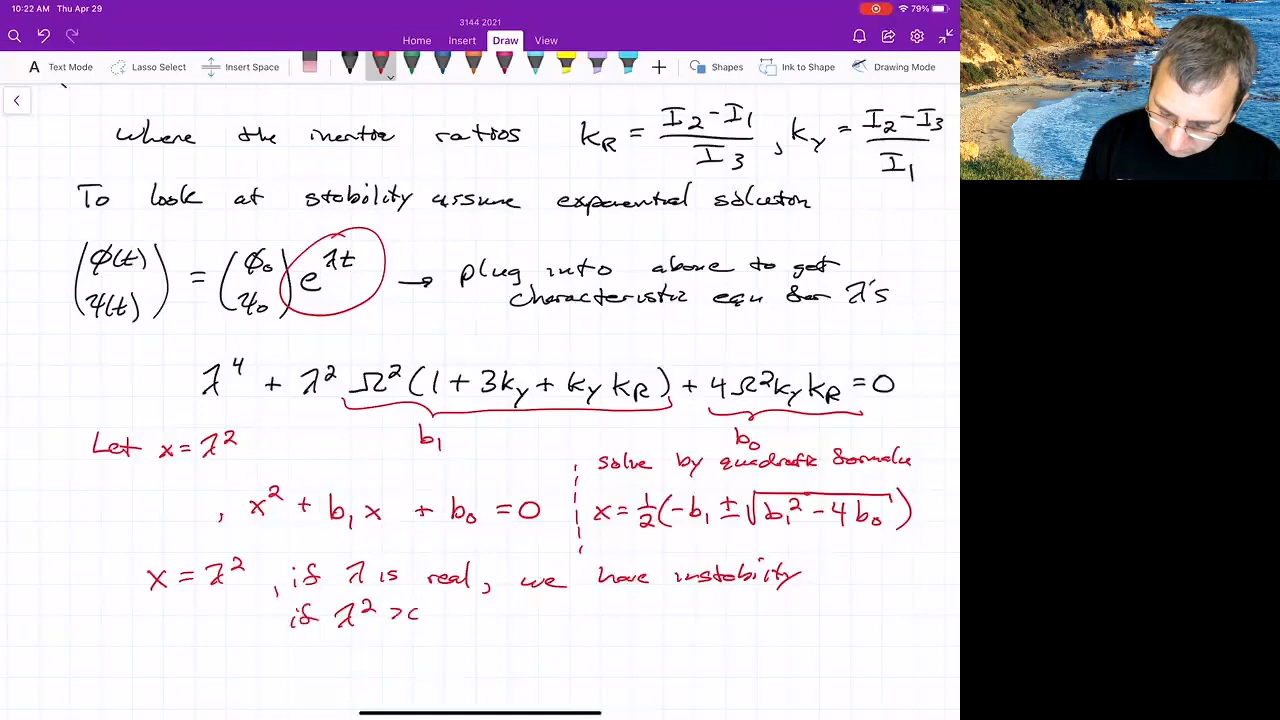 10:22 AM Thu Apr 29
79%
3144 2021
Home Insert Draw View
Text Mode Lasso Select Insert Space Shapes Ink to Shape Drawing Mode
where the inertia ratios k_R = (I_2 - I_1)/I_3 , k_Y = (I_2 - I_3)/I_1
To look at stability assume exponential solution
(φ(t) ψ(t)) = (φ_0 ψ_0) e^{λt} → plug into above to get
characteristic eqn for λ's
λ^4 + λ^2 Ω^2 (1 + 3k_Y + k_Y k_R) + 4Ω^2 k_Y k_R = 0
b_1 b_0
Let x = λ^2
solve by quadratic formula
, x^2 + b_1 x + b_0 = 0
x = ½(-b_1 ± √(b_1^2 - 4b_0))
x = λ^2 , if λ is real, we have instability
if λ^2 >